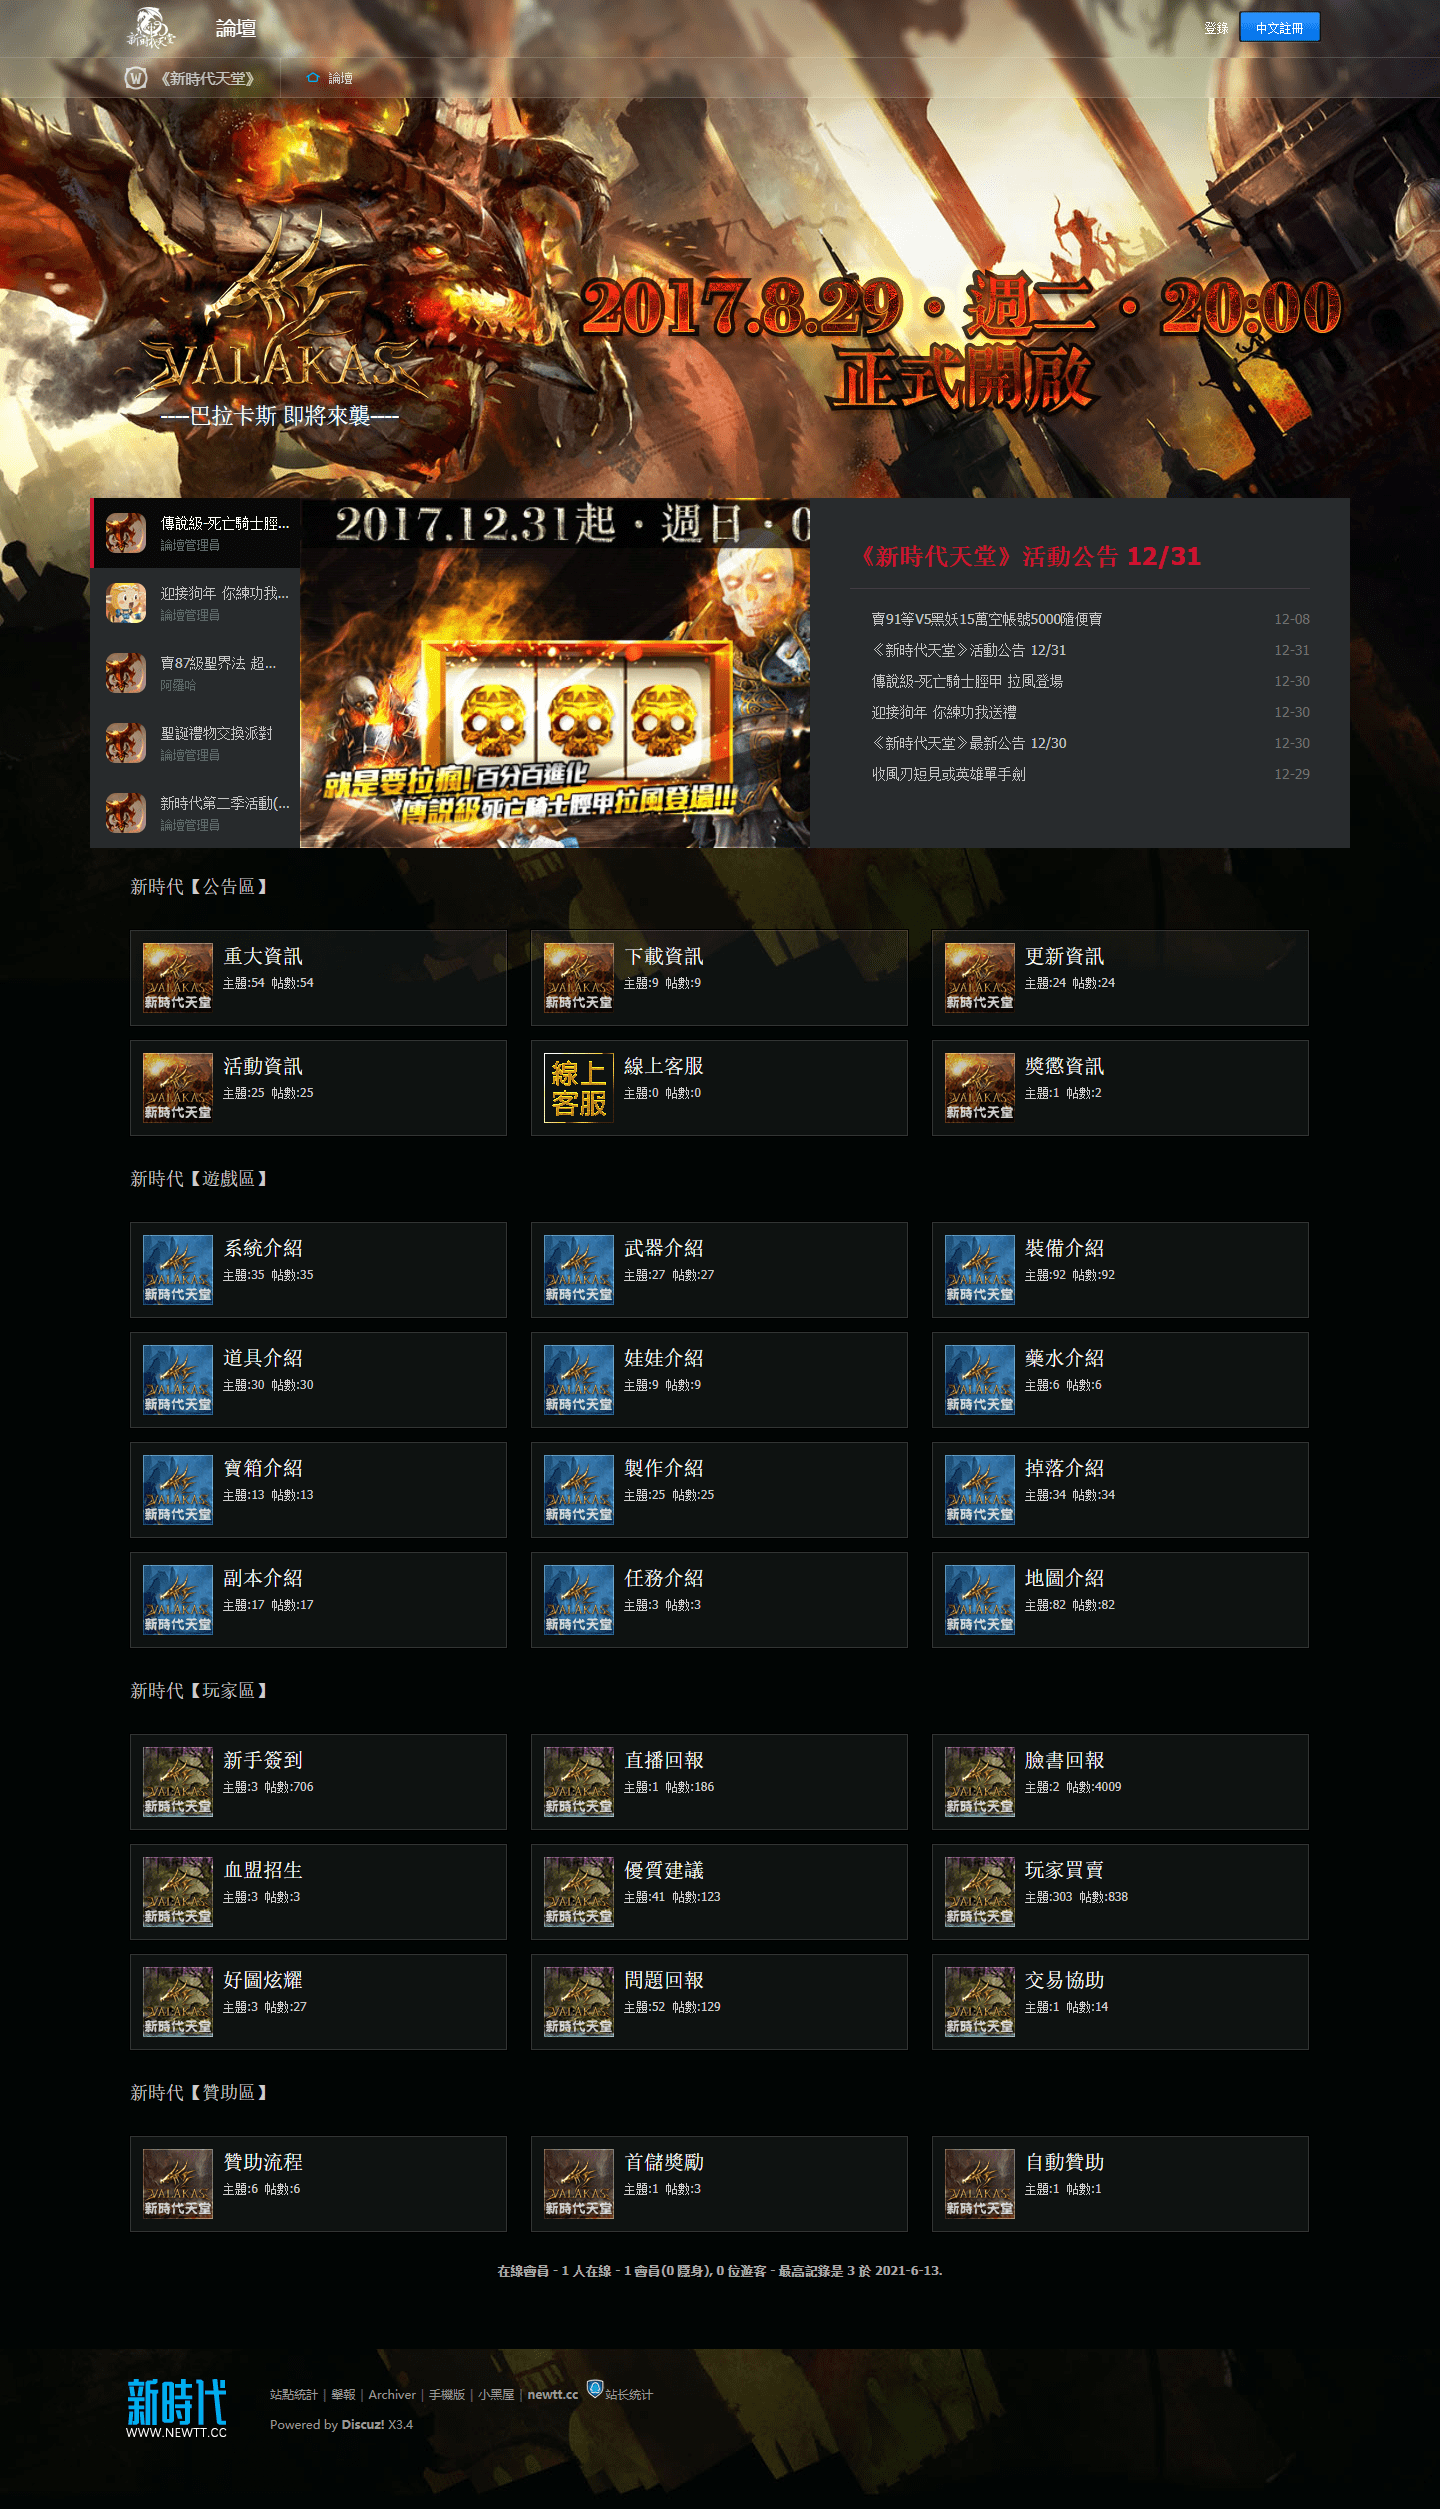 新時代天堂
論壇
登錄
中文註冊
《新時代天堂》
論壇
2017.8.29 · 週二 · 20:00
正式開啟
VALAKAS
----巴拉卡斯 即將來襲----
傳說級-死亡騎士脛...
論壇管理員
迎接狗年 你練功我...
論壇管理員
賣87級聖界法 超...
阿羅哈
聖誕禮物交換派對
論壇管理員
新時代第二季活動(...
論壇管理員
2017.12.31起 · 週日 · 0
就是要拉瘋!百分百進化
傳說級死亡騎士脛甲拉風登場!!!
《新時代天堂》活動公告 12/31
賣91等V5黑妖15萬空帳號5000隨便賣 12-08
《新時代天堂》活動公告 12/31 12-31
傳說級-死亡騎士脛甲 拉風登場 12-30
迎接狗年 你練功我送禮 12-30
《新時代天堂》最新公告 12/30 12-30
收風刃短見或英雄單手劍 12-29
新時代【公告區】
重大資訊
主題:54 帖數:54
下載資訊
主題:9 帖數:9
更新資訊
主題:24 帖數:24
活動資訊
主題:25 帖數:25
線上
客服
線上客服
主題:0 帖數:0
獎懲資訊
主題:1 帖數:2
新時代【遊戲區】
系統介紹
主題:35 帖數:35
武器介紹
主題:27 帖數:27
裝備介紹
主題:92 帖數:92
道具介紹
主題:30 帖數:30
娃娃介紹
主題:9 帖數:9
藥水介紹
主題:6 帖數:6
寶箱介紹
主題:13 帖數:13
製作介紹
主題:25 帖數:25
掉落介紹
主題:34 帖數:34
副本介紹
主題:17 帖數:17
任務介紹
主題:3 帖數:3
地圖介紹
主題:82 帖數:82
新時代【玩家區】
新手簽到
主題:3 帖數:706
直播回報
主題:1 帖數:186
臉書回報
主題:2 帖數:4009
血盟招生
主題:3 帖數:3
優質建議
主題:41 帖數:123
玩家買賣
主題:303 帖數:838
好圖炫耀
主題:3 帖數:27
問題回報
主題:52 帖數:129
交易協助
主題:1 帖數:14
新時代【贊助區】
贊助流程
主題:6 帖數:6
首儲獎勵
主題:1 帖數:3
自動贊助
主題:1 帖數:1
在線會員 - 1 人在線 - 1 會員(0 隱身), 0 位遊客 - 最高記錄是 3 於 2021-6-13.
新時代
WWW.NEWTT.CC
站點統計 | 舉報 | Archiver | 手機版 | 小黑屋 | newtt.cc 站长统计
Powered by Discuz! X3.4